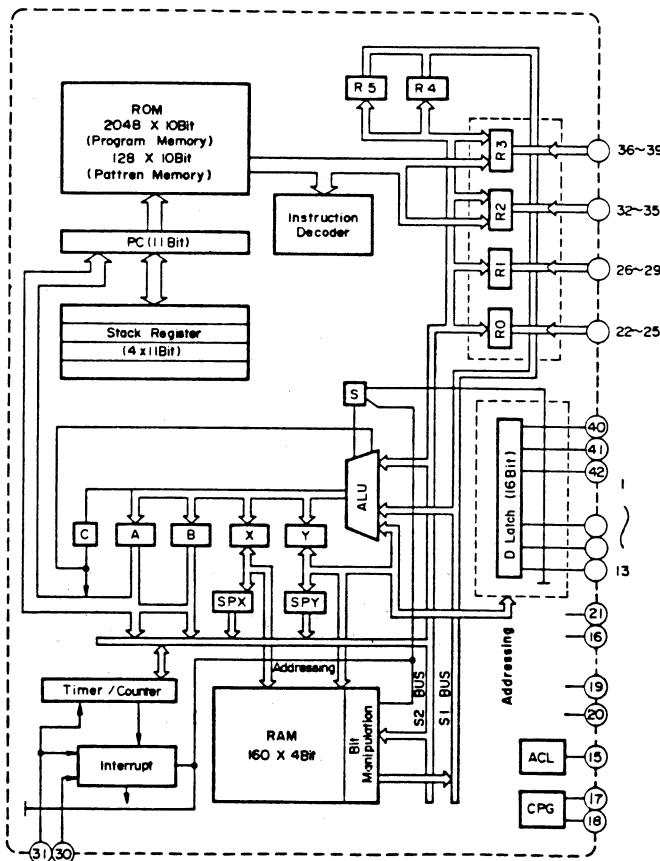 R5
R4
ROM
2048 X 10Bit
(Program Memory)
128 X 10Bit
(Pattren Memory)
R3
36~39
Instruction
Decoder
R2
32~35
PC (11Bit)
R1
26~29
Stack Register
(4x11Bit)
R0
22~25
S
40
41
42
D Latch (16Bit)
ALU
1
13
C
A
B
X
Y
SPX
SPY
21
16
Addressing
Addressing
S2 BUS
S1 BUS
Timer / Counter
19
20
RAM
160 X 4Bit
Bit
Manipulation
Interrupt
ACL
15
CPG
17
18
31
30